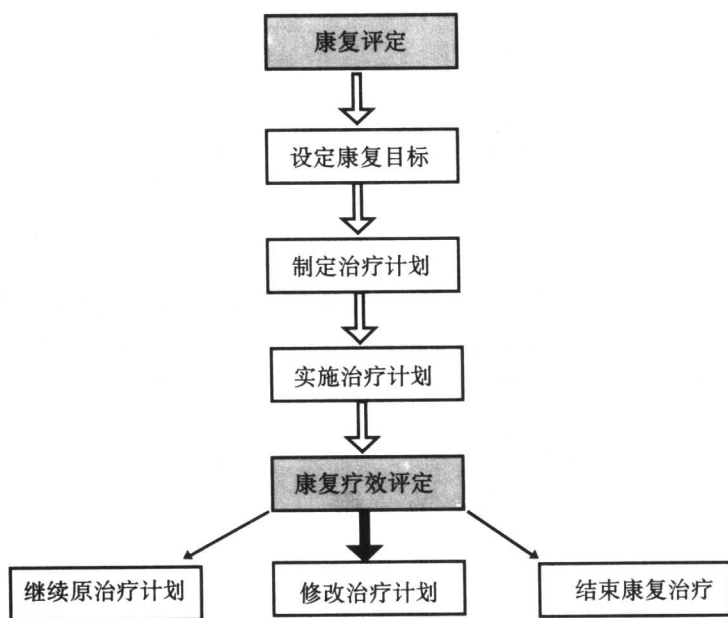 康复评定
设定康复目标
制定治疗计划
实施治疗计划
康复疗效评定
继续原治疗计划
修改治疗计划
结束康复治疗